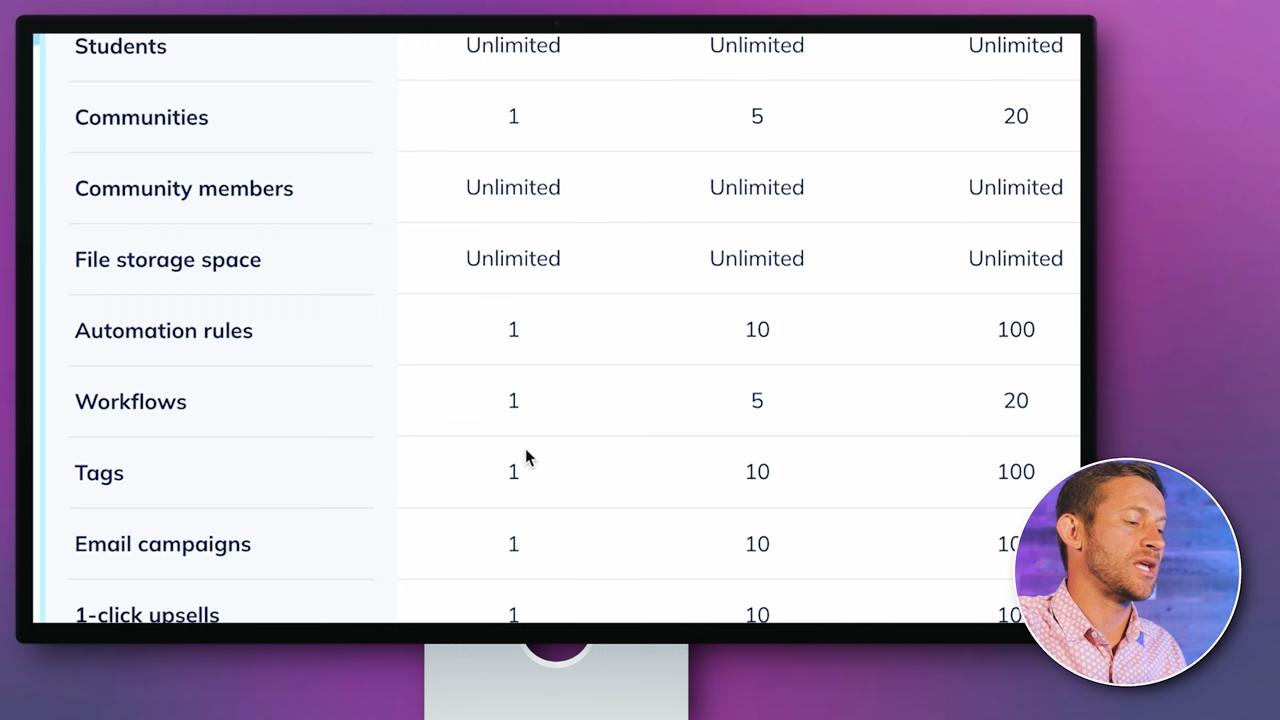 Students Unlimited Unlimited Unlimited
Communities 1 5 20
Community members Unlimited Unlimited Unlimited
File storage space Unlimited Unlimited Unlimited
Automation rules 1 10 100
Workflows 1 5 20
Tags 1 10 100
Email campaigns 1 10
1-click upsells 1 10